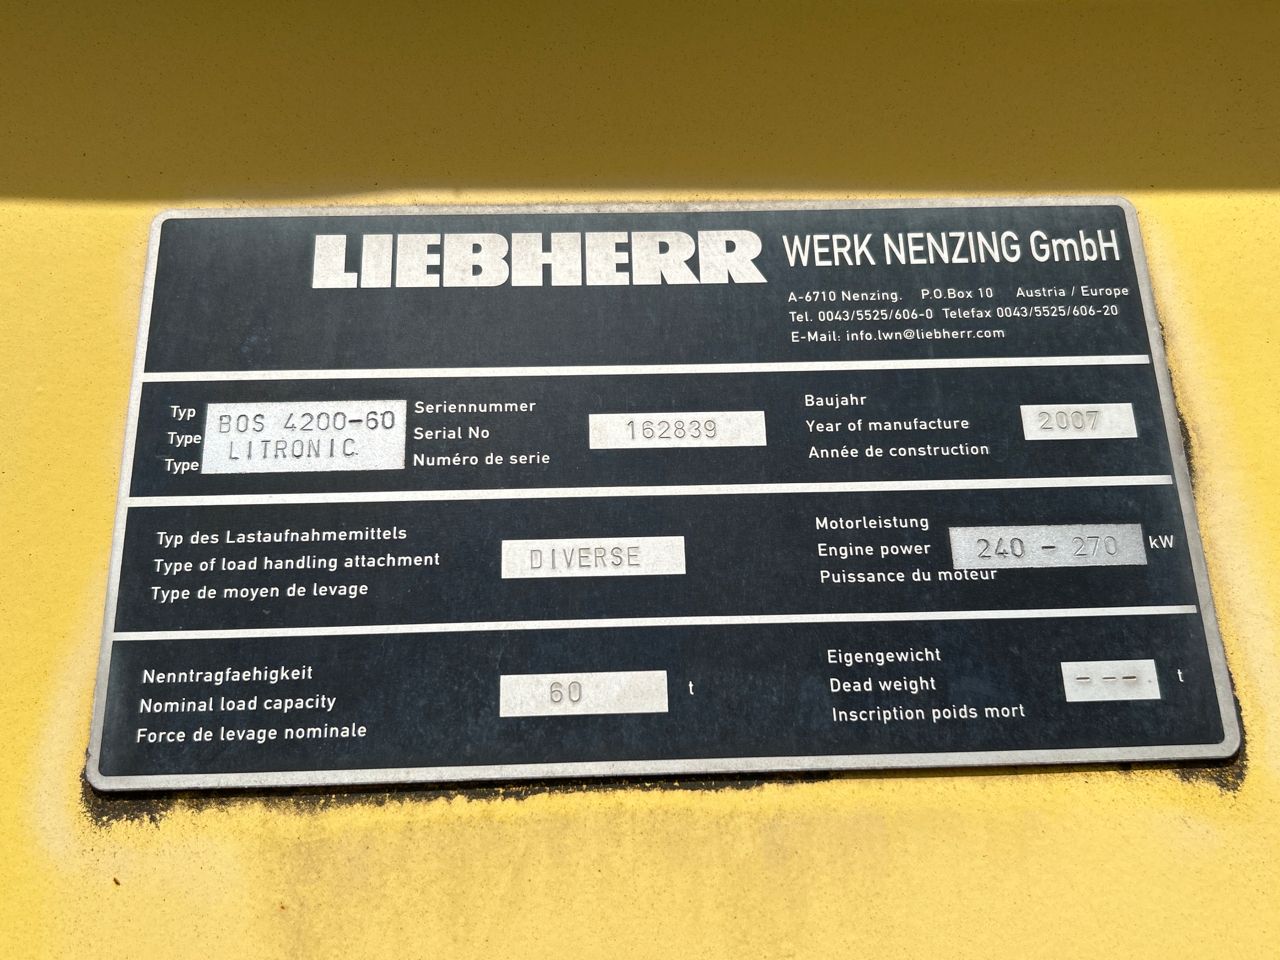 LIEBHERR WERK NENZING GmbH
A-6710 Nenzing. P.O.Box 10 Austria / Europe
Tel. 0043/5525/606-0 Telefax 0043/5525/606-20
E-Mail: info.lwn@liebherr.com
Typ
Type
Type
BOS 4200-60
LITRONIC
Seriennummer
Serial No
Numéro de serie
162839
Baujahr
Year of manufacture
Année de construction
2007
Typ des Lastaufnahmemittels
Type of load handling attachment
Type de moyen de levage
DIVERSE
Motorleistung
Engine power
Puissance du moteur
240 - 270 kW
Nenntragfaehigkeit
Nominal load capacity
Force de levage nominale
60 t
Eigengewicht
Dead weight
Inscription poids mort
--- t